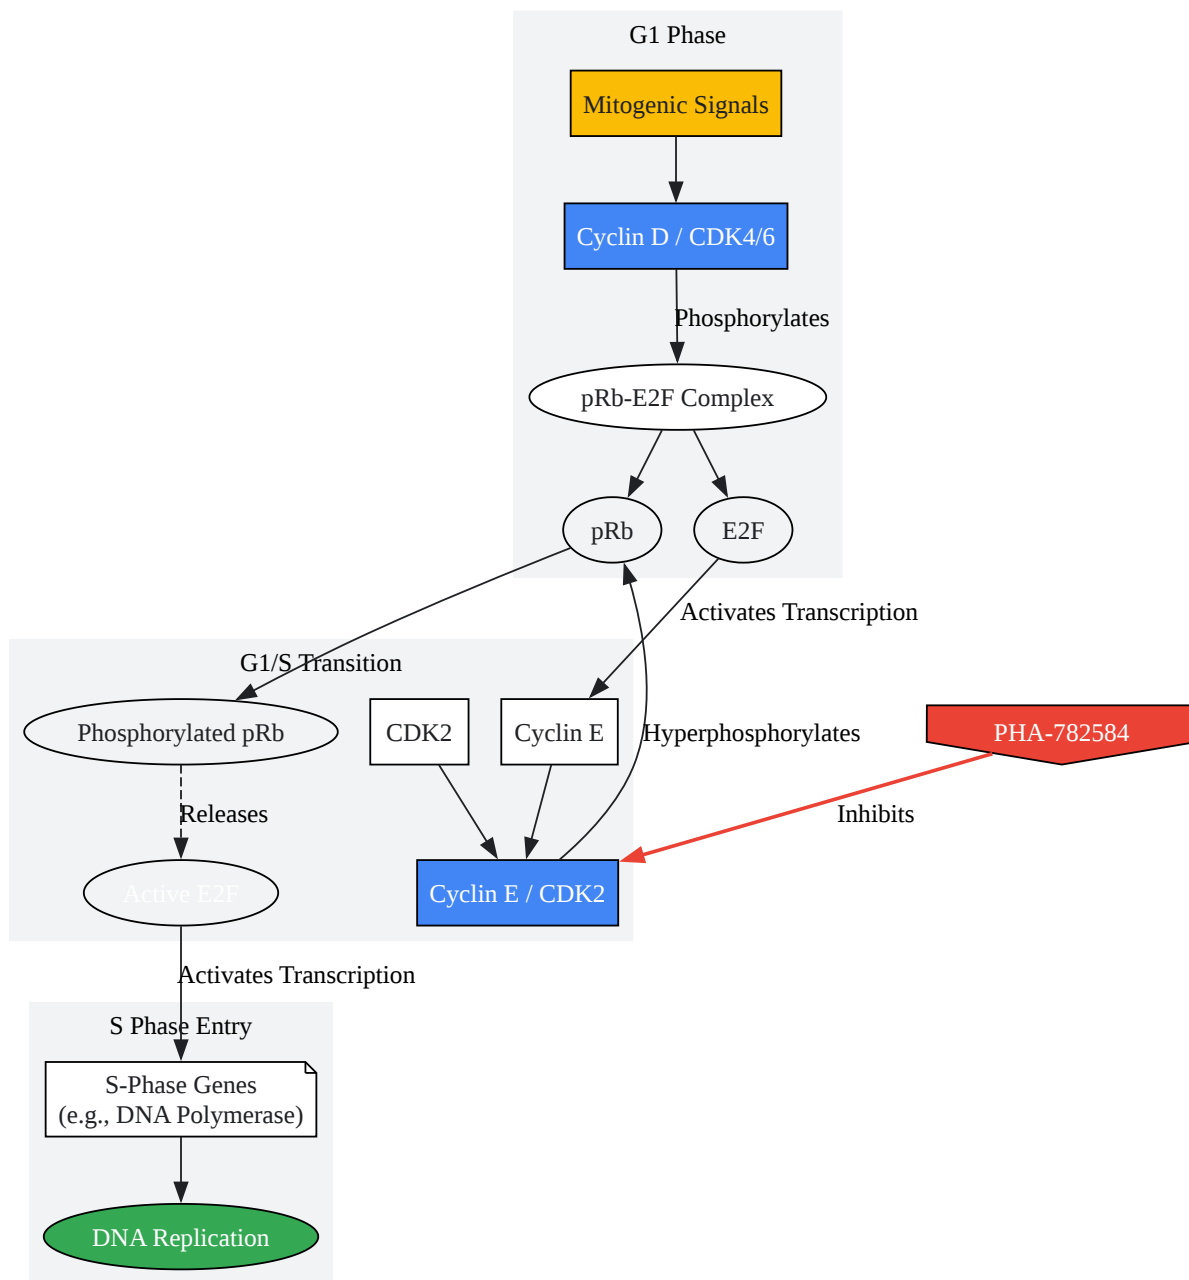 G1 Phase
Mitogenic Signals
Cyclin D / CDK4/6
Phosphorylates
pRb-E2F Complex
pRb
E2F
Activates Transcription
G1/S Transition
Phosphorylated pRb
CDK2
Cyclin E
Hyperphosphorylates
PHA-782584
Releases
Inhibits
Active E2F
Cyclin E / CDK2
Activates Transcription
S Phase Entry
S-Phase Genes
(e.g., DNA Polymerase)
DNA Replication